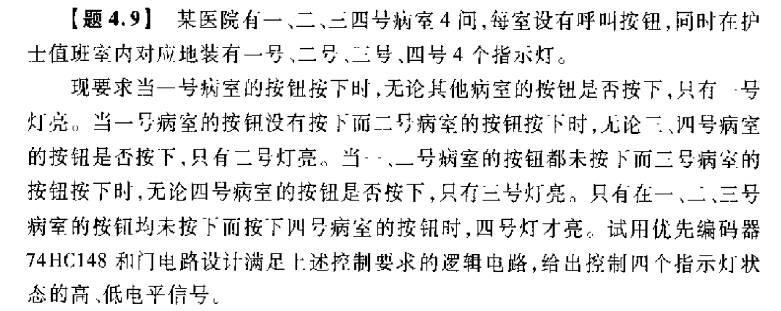 【题4.9】 某医院有一、二、三四号病室4间,每室设有呼叫按钮,同时在护
士值班室内对应地装有一号、二号、三号、四号4个指示灯。
现要求当一号病室的按钮按下时,无论其他病室的按钮是否按下,只有一号
灯亮。当一号病室的按钮没有按下而二号病室的按钮按下时,无论三、四号病室
的按钮是否按下,只有二号灯亮。当一、二号病室的按钮都未按下而三号病室的
按钮按下时,无论四号病室的按钮是否按下,只有三号灯亮。只有在一、二、三号
病室的按钮均未按下而按下四号病室的按钮时,四号灯才亮。试用优先编码器
74HC148和门电路设计满足上述控制要求的逻辑电路,给出控制四个指示灯状
态的高、低电平信号。